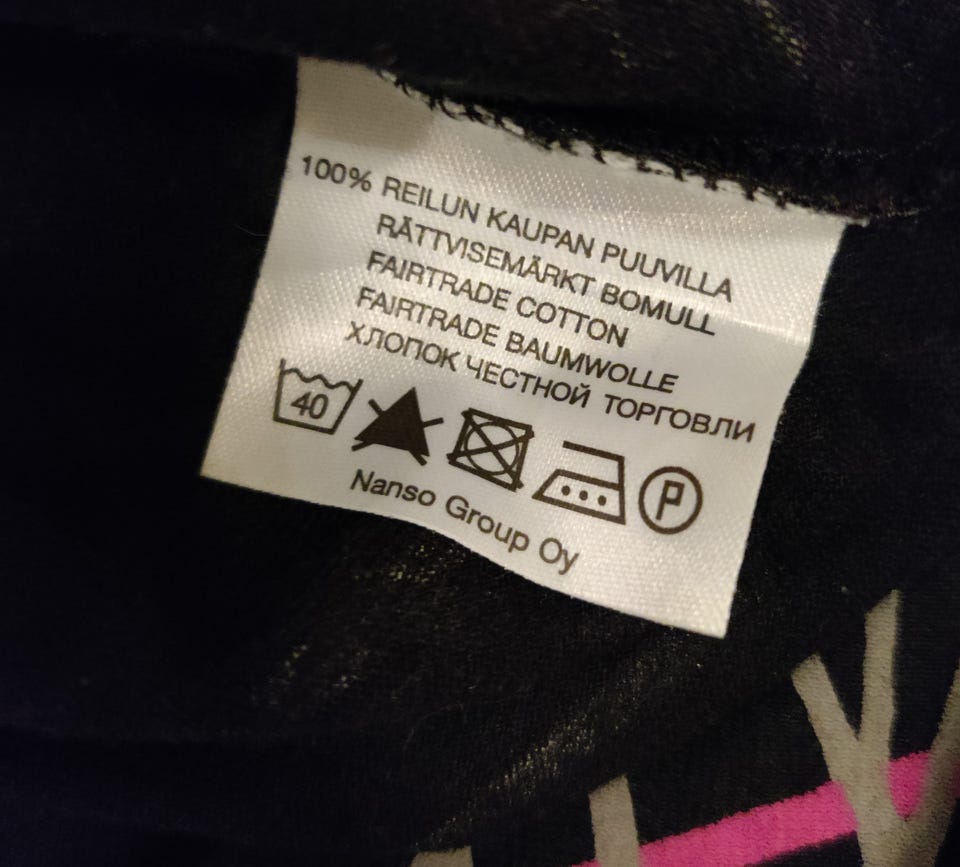 100% REILUN KAUPAN PUUVILLA
RÄTTVISEMÄRKT BOMULL
FAIRTRADE COTTON
FAIRTRADE BAUMWOLLE
ХЛОПОК ЧЕСТНОЙ ТОРГОВЛИ
40 P
Nanso Group Oy